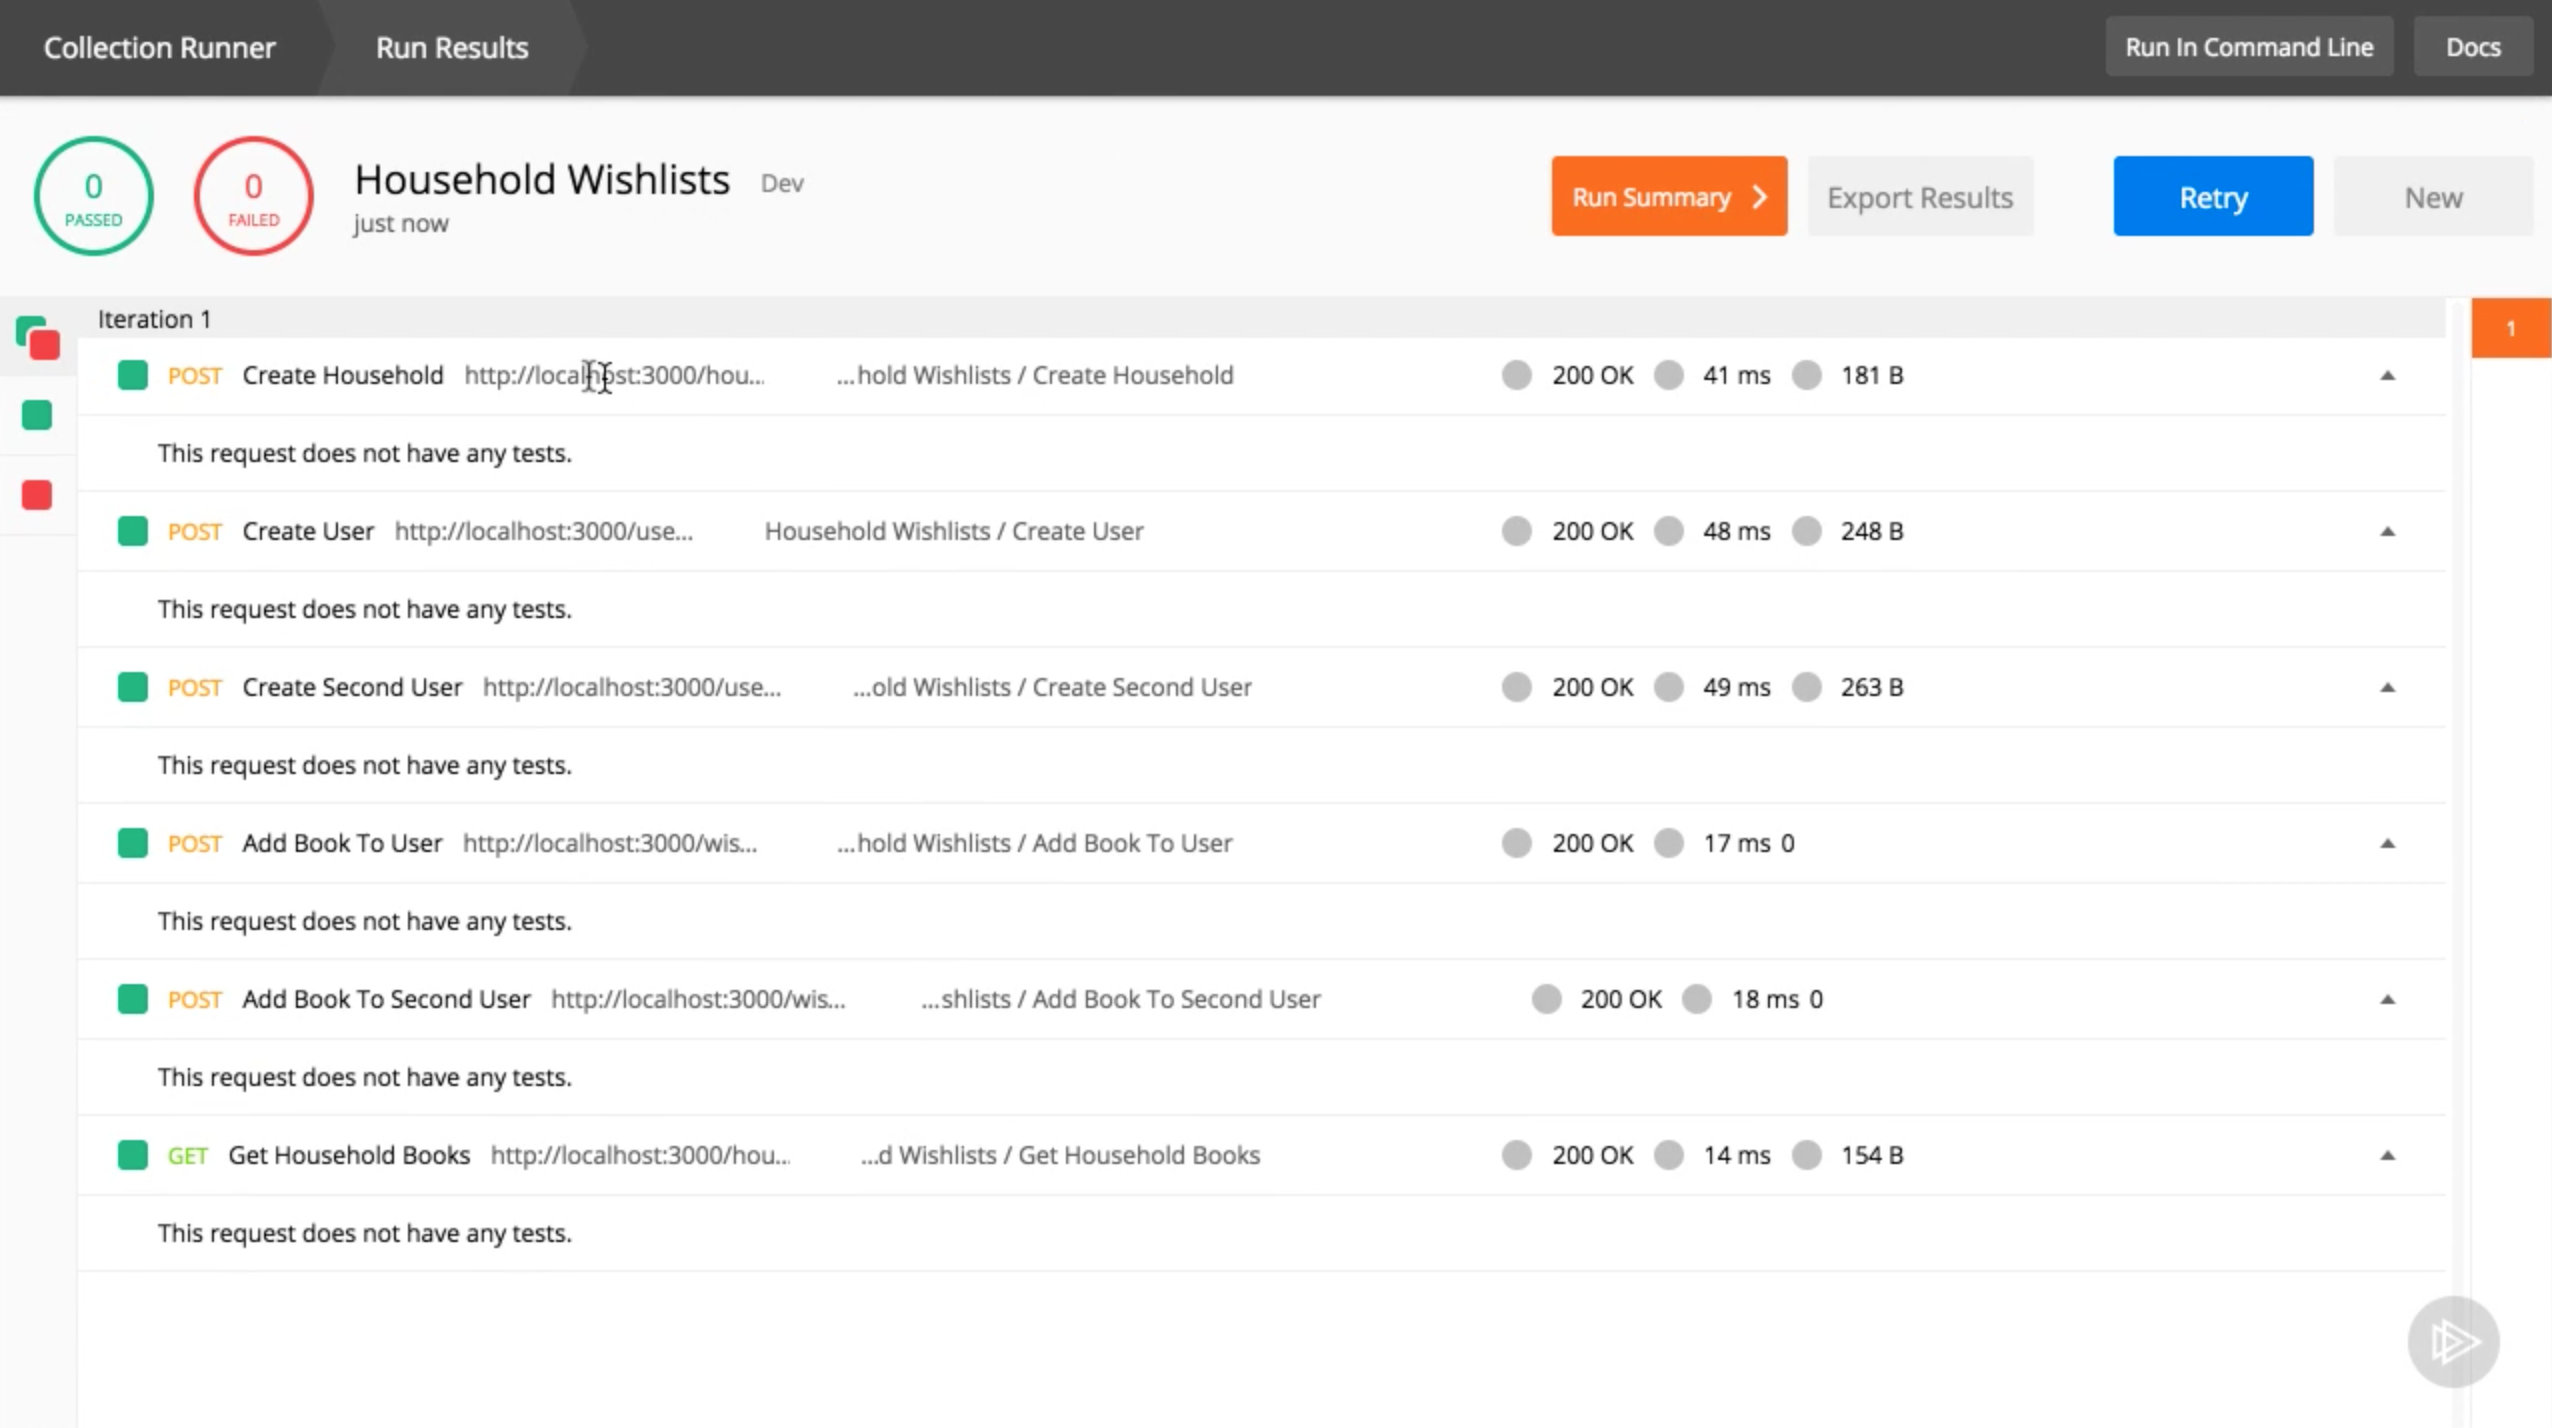 Collection Runner Run Results Run In Command Line Docs
0 PASSED
0 FAILED
Household Wishlists Dev
just now
Run Summary Export Results Retry New
Iteration 1
1
POST Create Household http://localhost:3000/hou... ...hold Wishlists / Create Household 200 OK 41 ms 181 B
This request does not have any tests.
POST Create User http://localhost:3000/use... Household Wishlists / Create User 200 OK 48 ms 248 B
This request does not have any tests.
POST Create Second User http://localhost:3000/use... ...old Wishlists / Create Second User 200 OK 49 ms 263 B
This request does not have any tests.
POST Add Book To User http://localhost:3000/wis... ...hold Wishlists / Add Book To User 200 OK 17 ms 0
This request does not have any tests.
POST Add Book To Second User http://localhost:3000/wis... ...shlists / Add Book To Second User 200 OK 18 ms 0
This request does not have any tests.
GET Get Household Books http://localhost:3000/hou... ...d Wishlists / Get Household Books 200 OK 14 ms 154 B
This request does not have any tests.